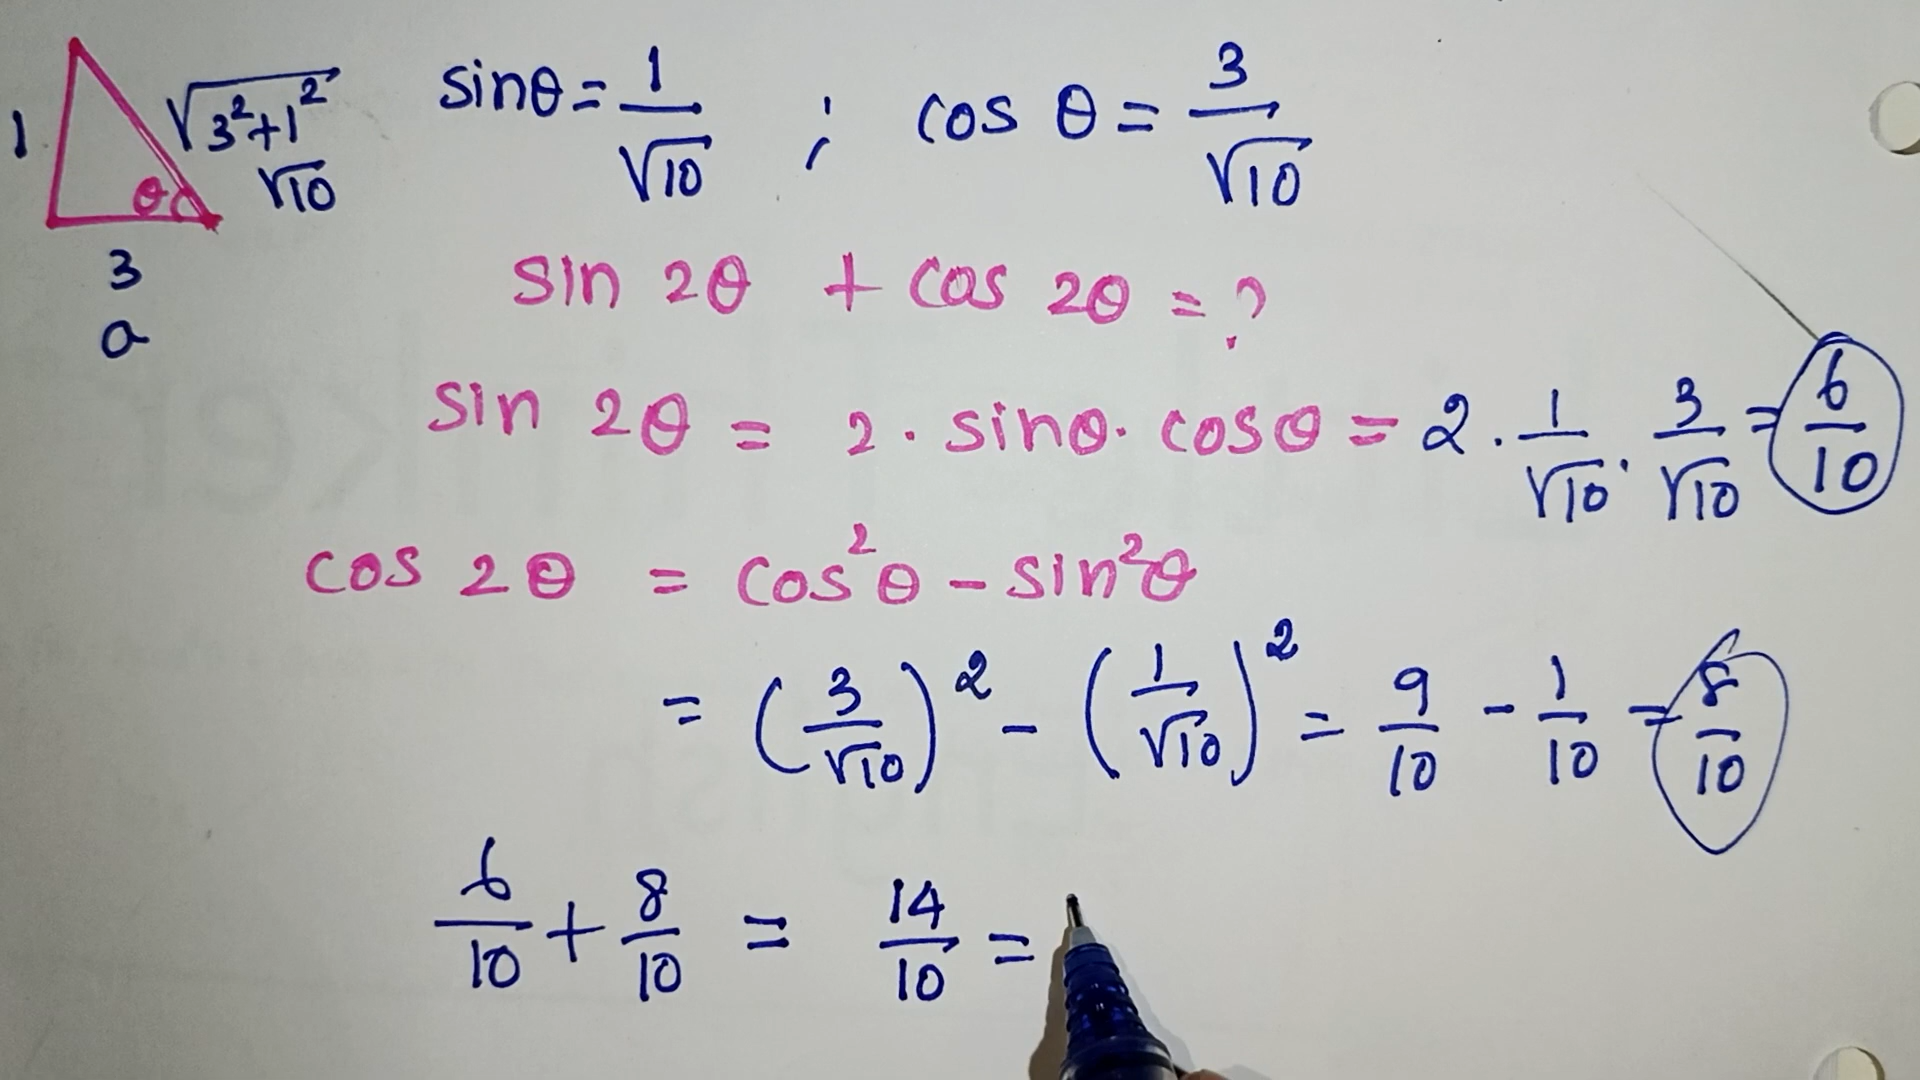 1
√3²+1²
√10
θ
3
a
sinθ = 1/√10 ; cos θ = 3/√10
sin 2θ + cos 2θ = ?
sin 2θ = 2 · sinθ · cosθ = 2 · 1/√10 · 3/√10 = 6/10
cos 2θ = cos²θ - sin²θ
= (3/√10)² - (1/√10)² = 9/10 - 1/10 = 8/10
6/10 + 8/10 = 14/10 =